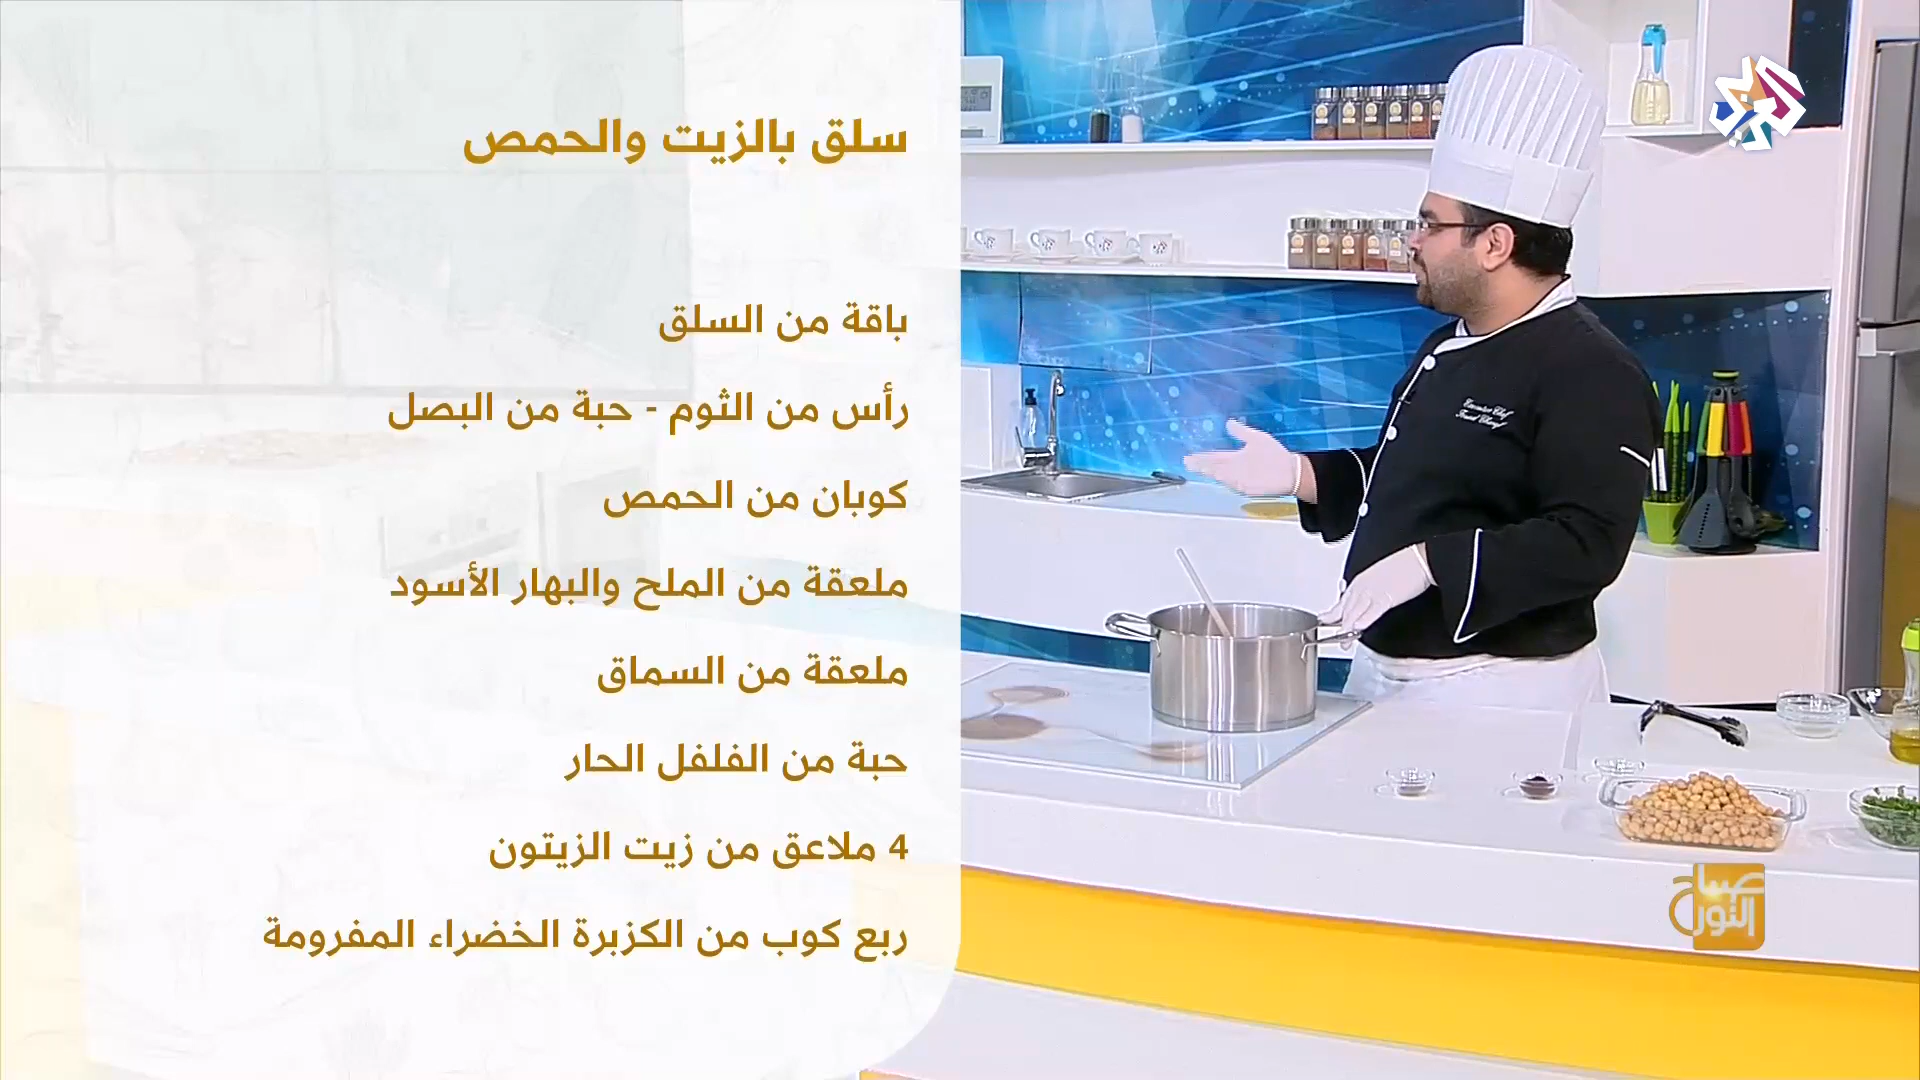 سلق بالزيت والحمص
باقة من السلق
رأس من الثوم - حبة من البصل
كوبان من الحمص
ملعقة من الملح والبهار الأسود
ملعقة من السماق
حبة من الفلفل الحار
4 ملاعق من زيت الزيتون
ربع كوب من الكزبرة الخضراء المفرومة
Executive Chef
صباح
النور